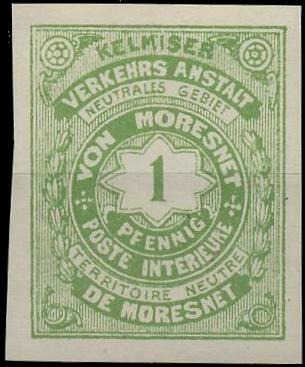 KELMISER
VERKEHRS ANSTALT
NEUTRALES GEBIET
VON MORESNET
1
PFENNIG
POSTE INTERIEURE
TERRITOIRE NEUTRE
DE MORESNET